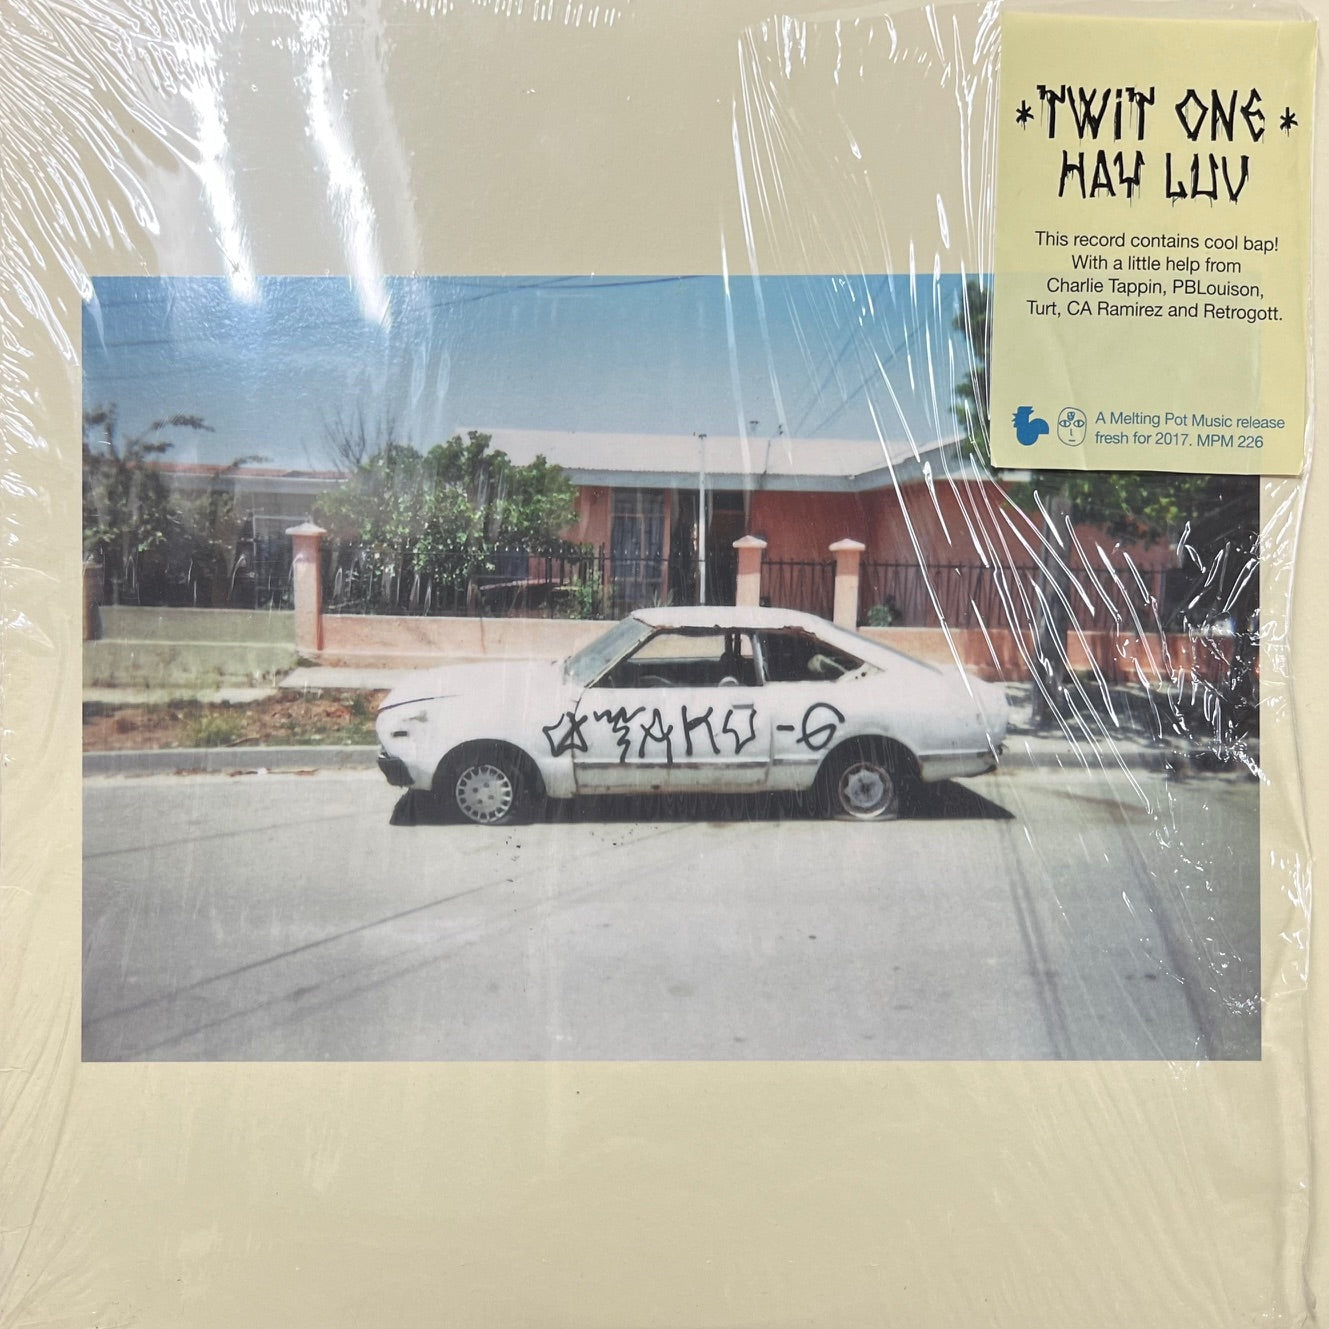 *TWiT ONE*
HAY LUV
This record contains cool bap!
With a little help from
Charlie Tappin, PBLouison,
Turt, CA Ramirez and Retrogott.
A Melting Pot Music release
fresh for 2017. MPM 226
OTAKU-G